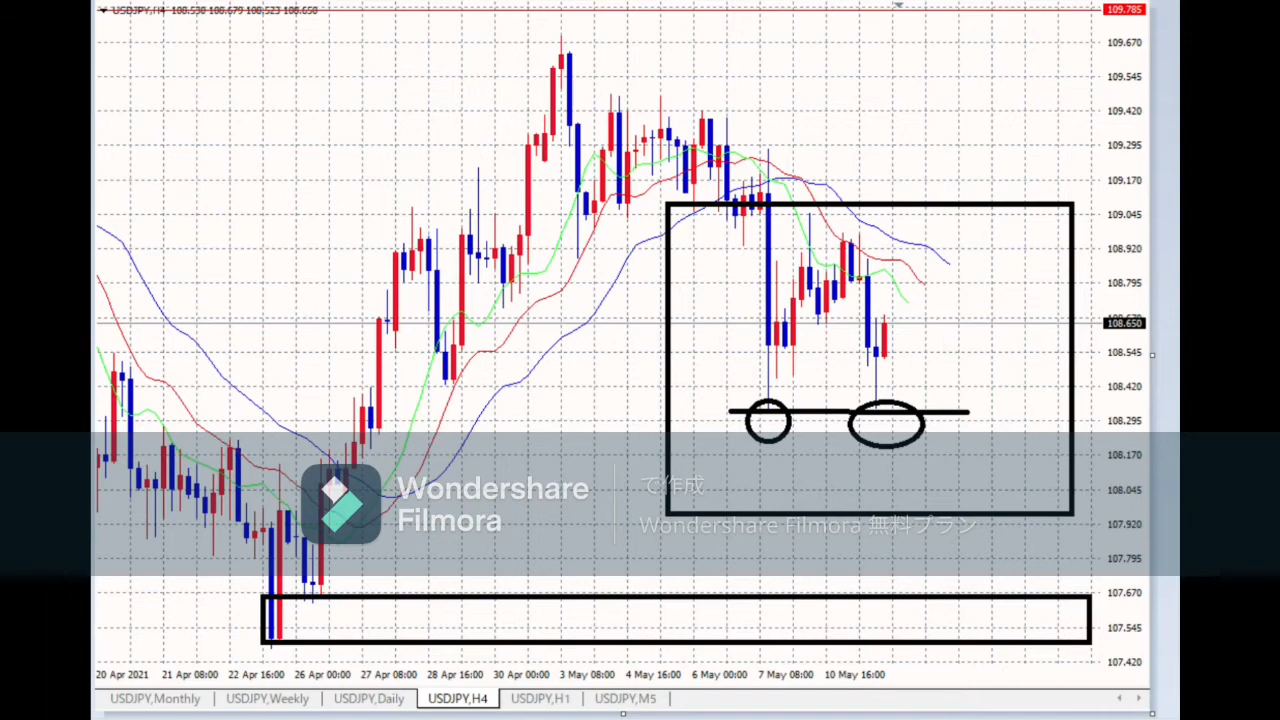 USDJPY,H4 108.538 108.679 108.523 108.650
109.785
109.670
109.545
109.420
109.295
109.170
109.045
108.920
108.795
108.650
108.545
108.420
108.295
108.170
108.045
107.920
107.795
107.670
107.545
107.420
Wondershare
Filmora
で作成
Wondershare Filmora 無料プラン
20 Apr 2021 21 Apr 08:00 22 Apr 16:00 26 Apr 00:00 27 Apr 08:00 28 Apr 16:00 30 Apr 00:00 3 May 08:00 4 May 16:00 6 May 00:00 7 May 08:00 10 May 16:00
USDJPY,Monthly USDJPY,Weekly USDJPY,Daily USDJPY,H4 USDJPY,H1 USDJPY,M5